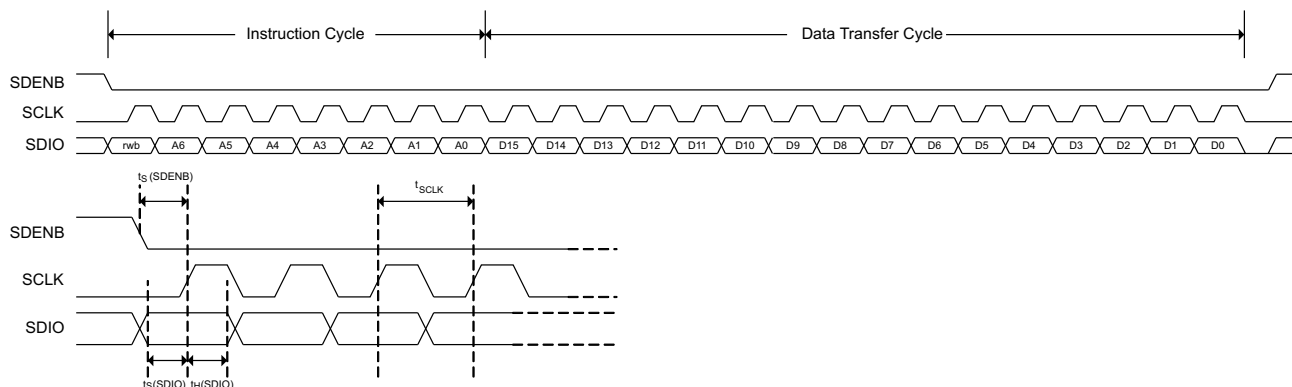 Instruction Cycle Data Transfer Cycle
SDENB
SCLK
SDIO rwb A6 A5 A4 A3 A2 A1 A0 D15 D14 D13 D12 D11 D10 D9 D8 D7 D6 D5 D4 D3 D2 D1 D0
tS(SDENB) tSCLK
SDENB
SCLK
SDIO
tS(SDIO) tH(SDIO)